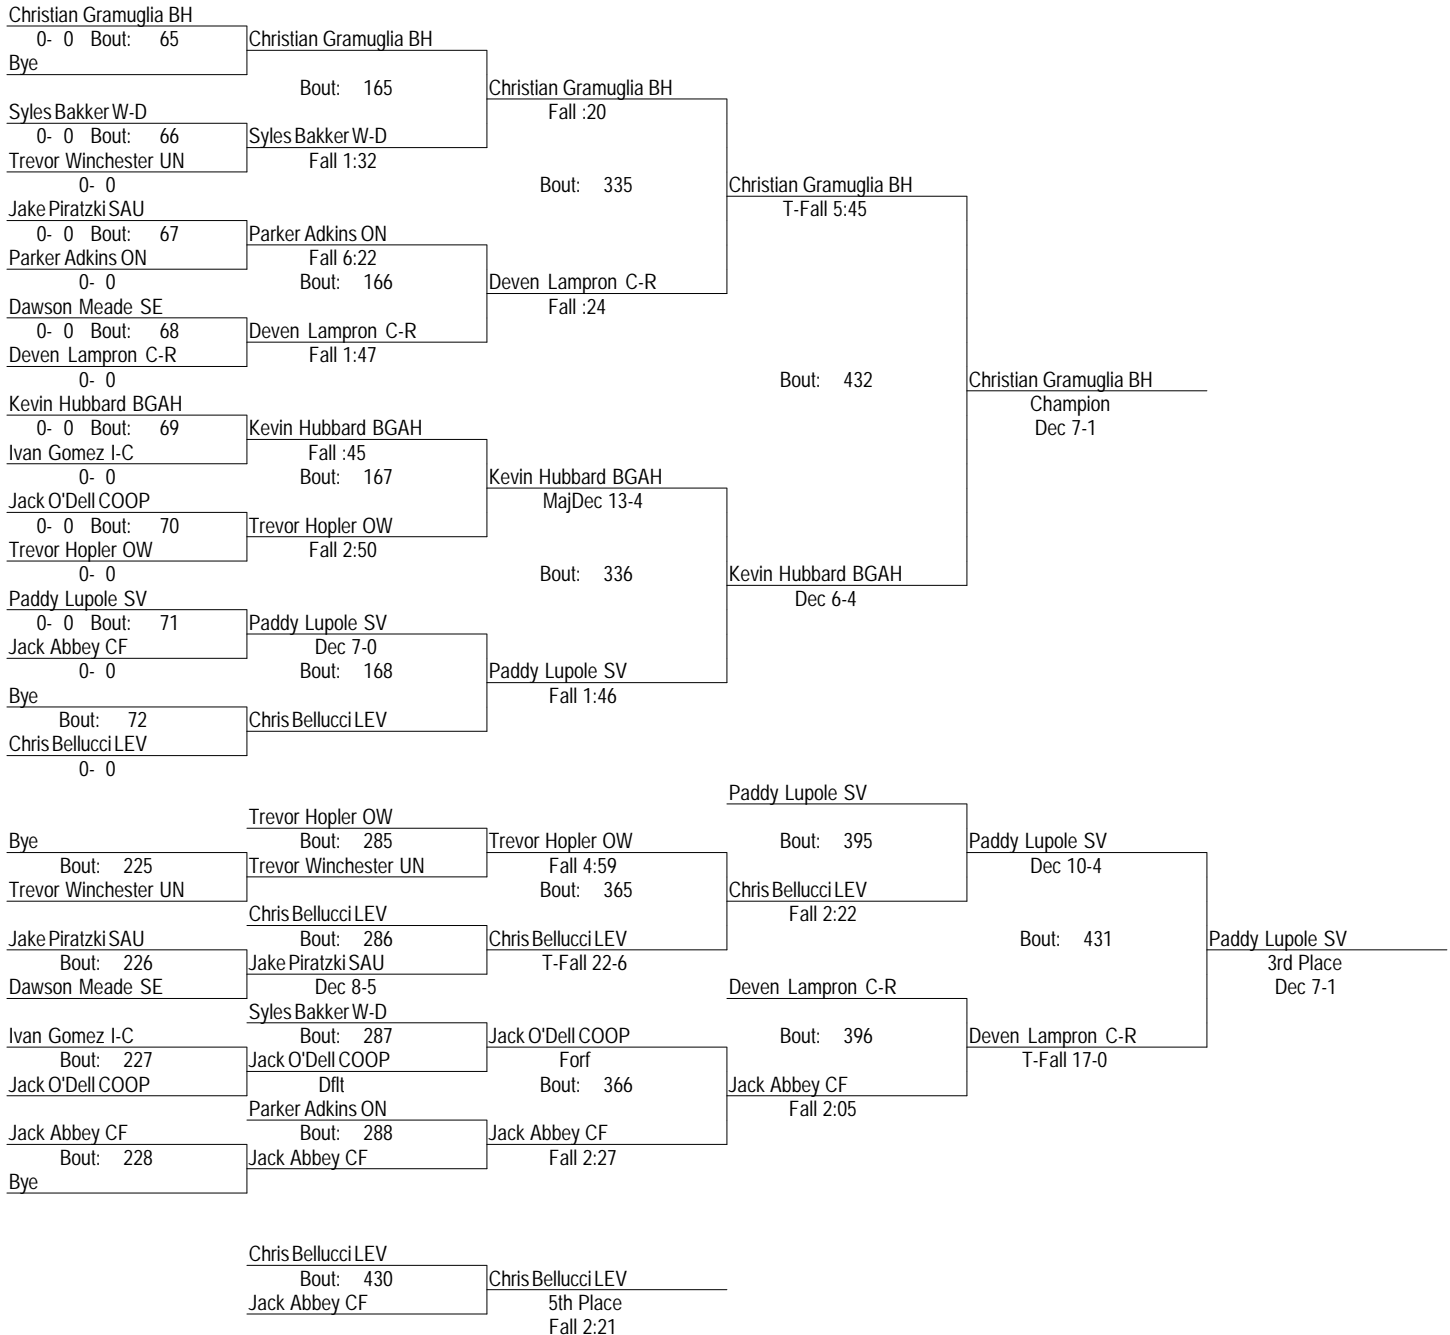 Christian Gramuglia BH
0- 0 Bout: 65
Bye
Christian Gramuglia BH
Bout: 165
Syles Bakker W-D
0- 0 Bout: 66
Trevor Winchester UN
0- 0
Syles Bakker W-D
Fall 1:32
Christian Gramuglia BH
Fall :20
Bout: 335
Jake Piratzki SAU
0- 0 Bout: 67
Parker Adkins ON
0- 0
Parker Adkins ON
Fall 6:22
Bout: 166
Dawson Meade SE
0- 0 Bout: 68
Deven Lampron C-R
0- 0
Deven Lampron C-R
Fall 1:47
Deven Lampron C-R
Fall :24
Christian Gramuglia BH
T-Fall 5:45
Bout: 432
Christian Gramuglia BH
Champion
Dec 7-1
Kevin Hubbard BGAH
0- 0 Bout: 69
Ivan Gomez I-C
0- 0
Kevin Hubbard BGAH
Fall :45
Bout: 167
Jack O'Dell COOP
0- 0 Bout: 70
Trevor Hopler OW
0- 0
Trevor Hopler OW
Fall 2:50
Kevin Hubbard BGAH
MajDec 13-4
Bout: 336
Kevin Hubbard BGAH
Dec 6-4
Paddy Lupole SV
0- 0 Bout: 71
Jack Abbey CF
0- 0
Paddy Lupole SV
Dec 7-0
Bout: 168
Bye
Bout: 72
Chris Bellucci LEV
0- 0
Chris Bellucci LEV
Paddy Lupole SV
Fall 1:46
Bye
Bout: 225
Trevor Winchester UN
Trevor Hopler OW
Bout: 285
Trevor Winchester UN
Trevor Hopler OW
Fall 4:59
Bout: 365
Jake Piratzki SAU
Bout: 226
Dawson Meade SE
Chris Bellucci LEV
Bout: 286
Jake Piratzki SAU
Dec 8-5
Chris Bellucci LEV
T-Fall 22-6
Paddy Lupole SV
Bout: 395
Chris Bellucci LEV
Fall 2:22
Paddy Lupole SV
Dec 10-4
Bout: 431
Paddy Lupole SV
3rd Place
Dec 7-1
Ivan Gomez I-C
Bout: 227
Jack O'Dell COOP
Syles Bakker W-D
Bout: 287
Jack O'Dell COOP
Dflt
Jack O'Dell COOP
Forf
Bout: 366
Jack Abbey CF
Bout: 228
Bye
Parker Adkins ON
Bout: 288
Jack Abbey CF
Jack Abbey CF
Fall 2:27
Deven Lampron C-R
Bout: 396
Jack Abbey CF
Fall 2:05
Deven Lampron C-R
T-Fall 17-0
Chris Bellucci LEV
Bout: 430
Jack Abbey CF
Chris Bellucci LEV
5th Place
Fall 2:21